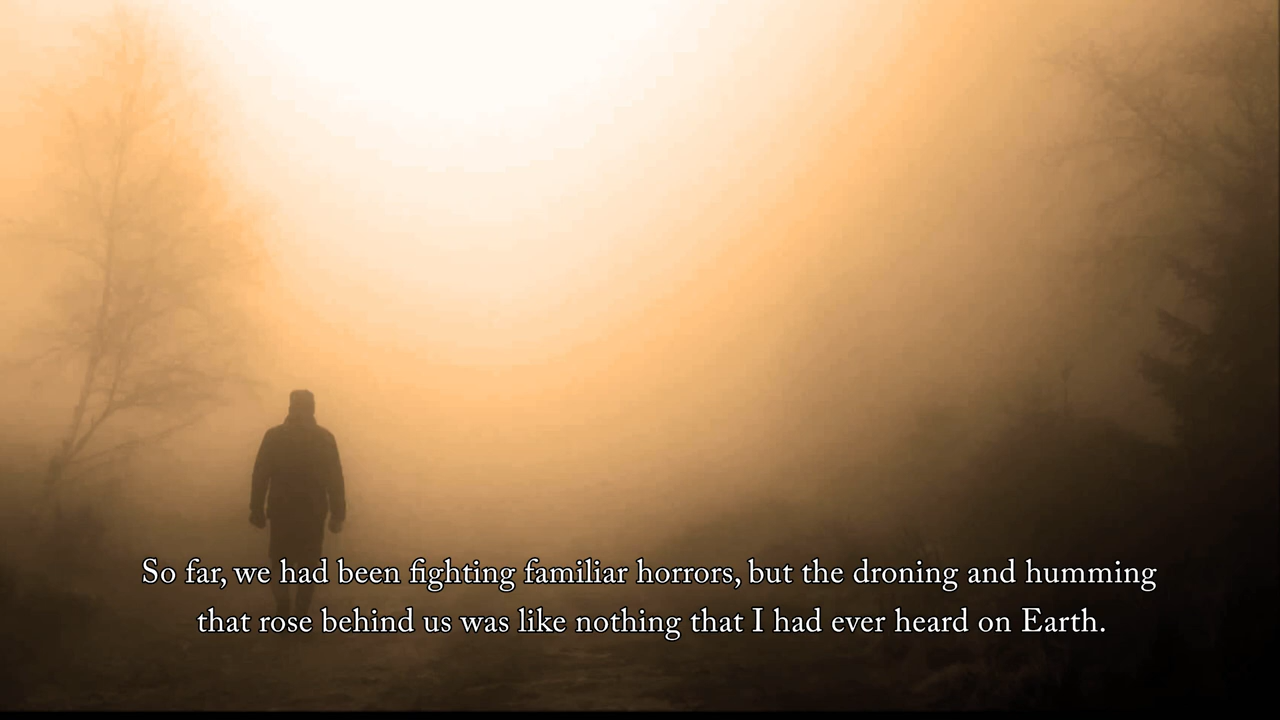 So far, we had been fighting familiar horrors, but the droning and humming
that rose behind us was like nothing that I had ever heard on Earth.